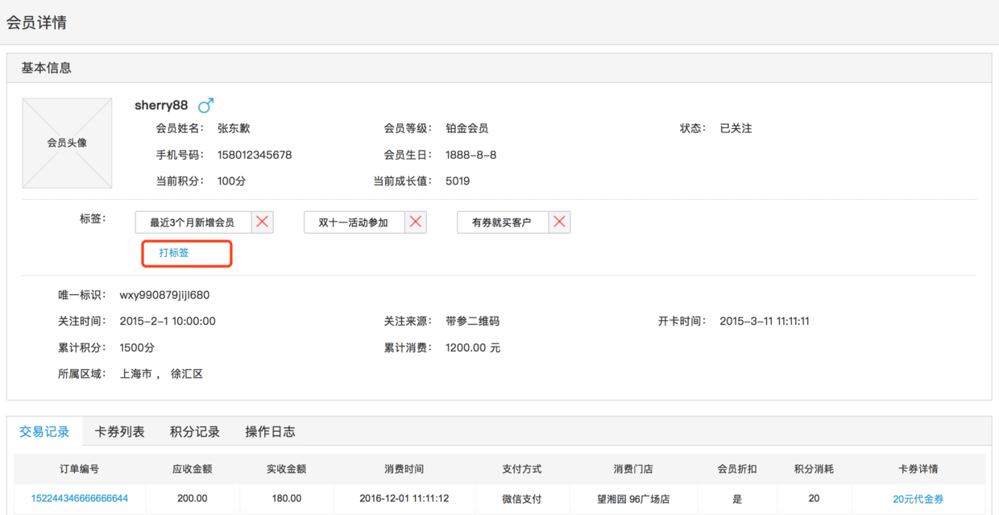 会员详情
基本信息
会员头像
sherry88
会员姓名： 张东歉 会员等级： 铂金会员 状态： 已关注
手机号码： 158012345678 会员生日： 1888-8-8
当前积分： 100分 当前成长值： 5019
标签： 最近3个月新增会员 双十一活动参加 有券就买客户
打标签
唯一标识： wxy990879jijl680
关注时间： 2015-2-1 10:00:00 关注来源： 带参二维码 开卡时间： 2015-3-11 11:11:11
累计积分： 1500分 累计消费： 1200.00 元
所属区域： 上海市 ， 徐汇区
交易记录 卡券列表 积分记录 操作日志
订单编号 应收金额 实收金额 消费时间 支付方式 消费门店 会员折扣 积分消耗 卡券详情
152244346666666644 200.00 180.00 2016-12-01 11:11:12 微信支付 望湘园 96广场店 是 20 20元代金券